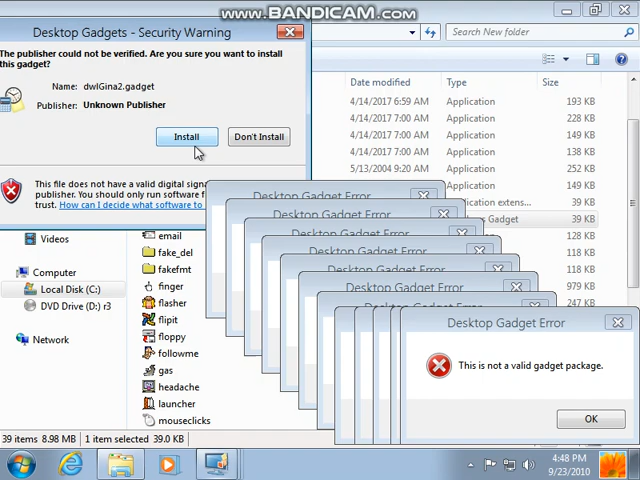 www.BANDICAM.com
Desktop Gadgets - Security Warning
The publisher could not be verified. Are you sure you want to install
this gadget?
Name: dwlGina2.gadget
Publisher: Unknown Publisher
Install
Don't Install
This file does not have a valid digital signa
publisher. You should only run software f
trust. How can I decide what software to
Search New folder
Date modified Type Size
4/14/2017 6:59 AM Application 193 KB
4/14/2017 7:00 AM Application 228 KB
4/14/2017 7:00 AM Application 149 KB
4/14/2017 7:00 AM Application 138 KB
5/13/2004 9:20 AM Application 252 KB
Application 149 KB
Application extens... 39 KB
Gadget 39 KB
126 KB
118 KB
118 KB
979 KB
Desktop Gadget Error
Desktop Gadget Error
Desktop Gadget Error
Desktop Gadget Error
Desktop Gadget Error
Desktop Gadget Error
Desktop Gadget Error
Desktop Gadget Error
This is not a valid gadget package.
OK
Videos
Computer
Local Disk (C:)
DVD Drive (D:) r3
Network
email
fake_del
fakefmt
finger
flasher
flipit
floppy
followme
gas
headache
launcher
mouseclicks
39 items 8.98 MB 1 item selected 39.0 KB
4:48 PM
9/23/2010